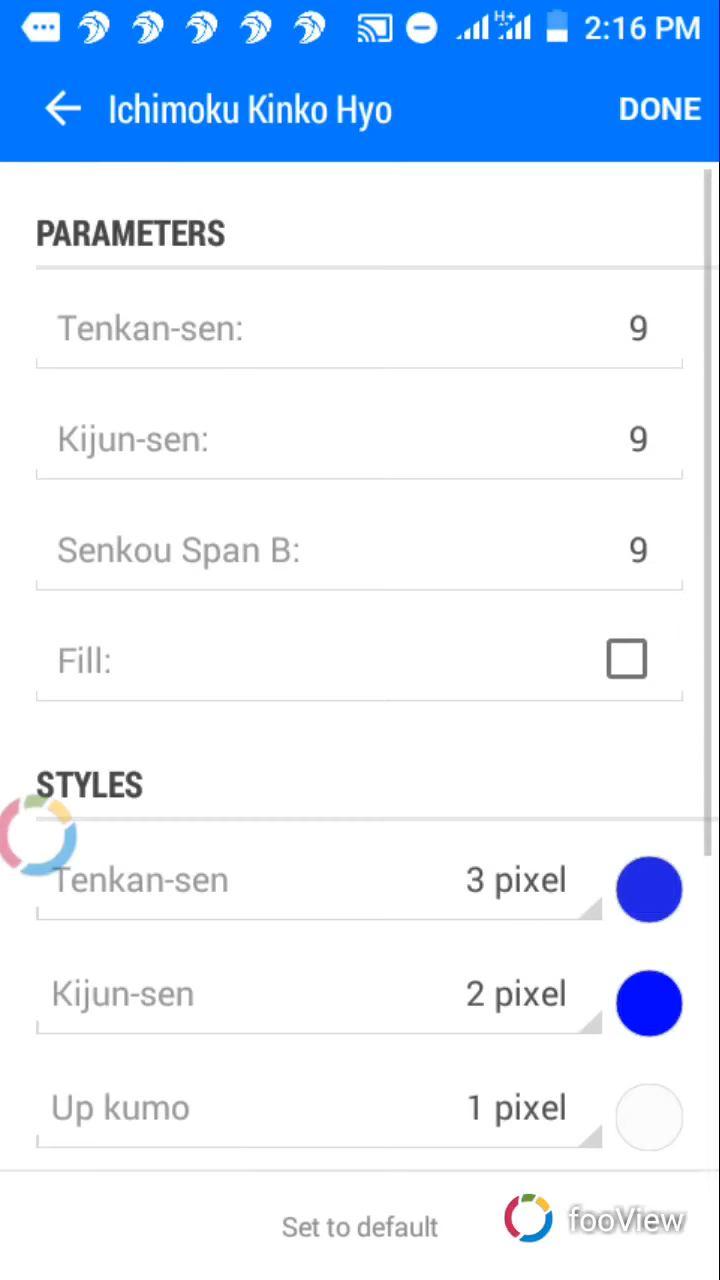 H+ 2:16 PM
Ichimoku Kinko Hyo DONE
PARAMETERS
Tenkan-sen: 9
Kijun-sen: 9
Senkou Span B: 9
Fill:
STYLES
Tenkan-sen 3 pixel
Kijun-sen 2 pixel
Up kumo 1 pixel
Set to default fooView